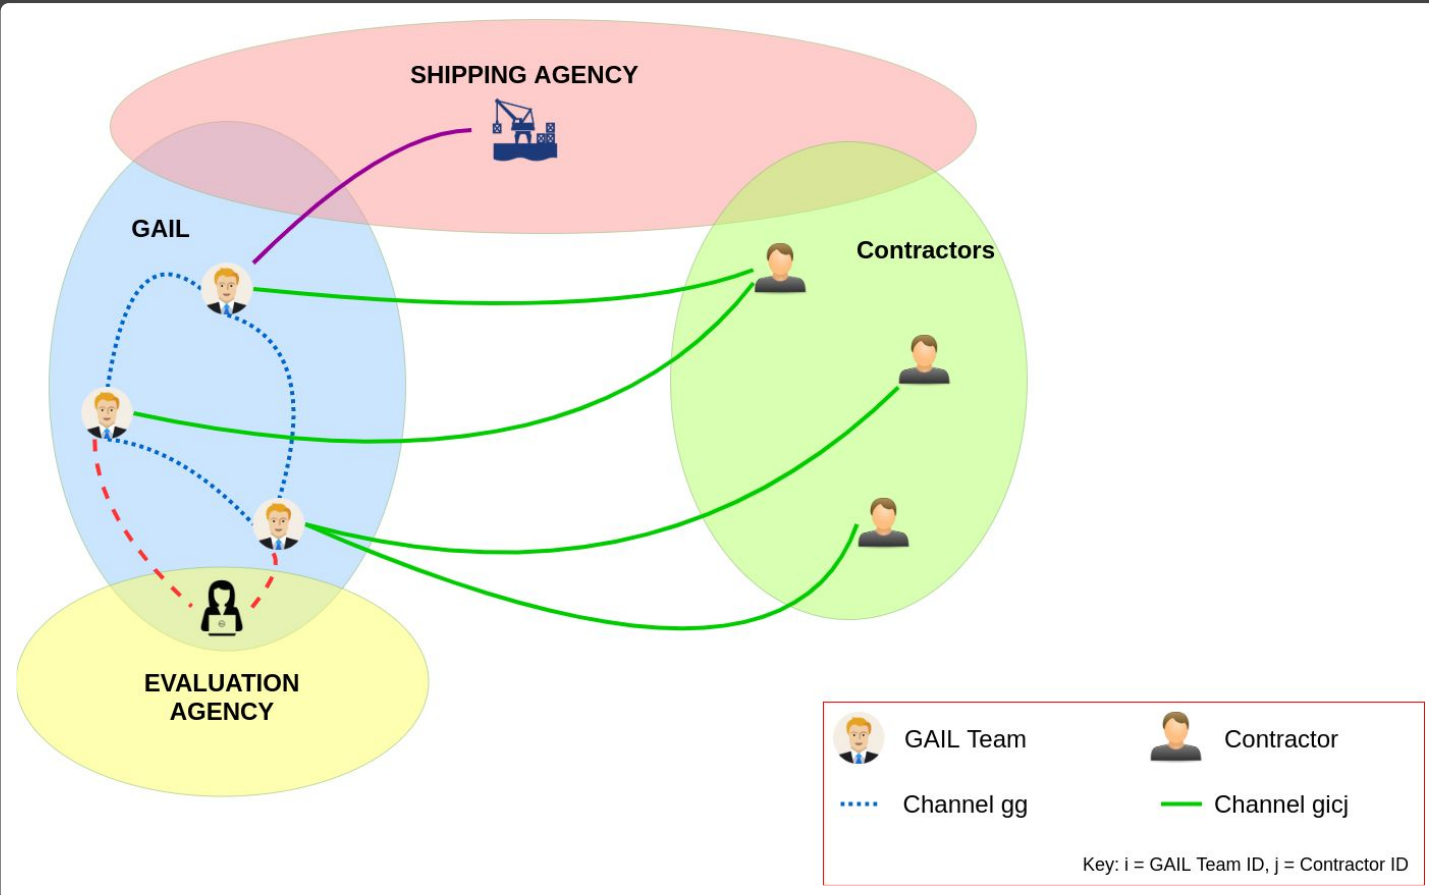 SHIPPING AGENCY
GAIL
Contractors
EVALUATION
AGENCY
GAIL Team
Contractor
Channel gg
Channel gicj
Key: i = GAIL Team ID, j = Contractor ID